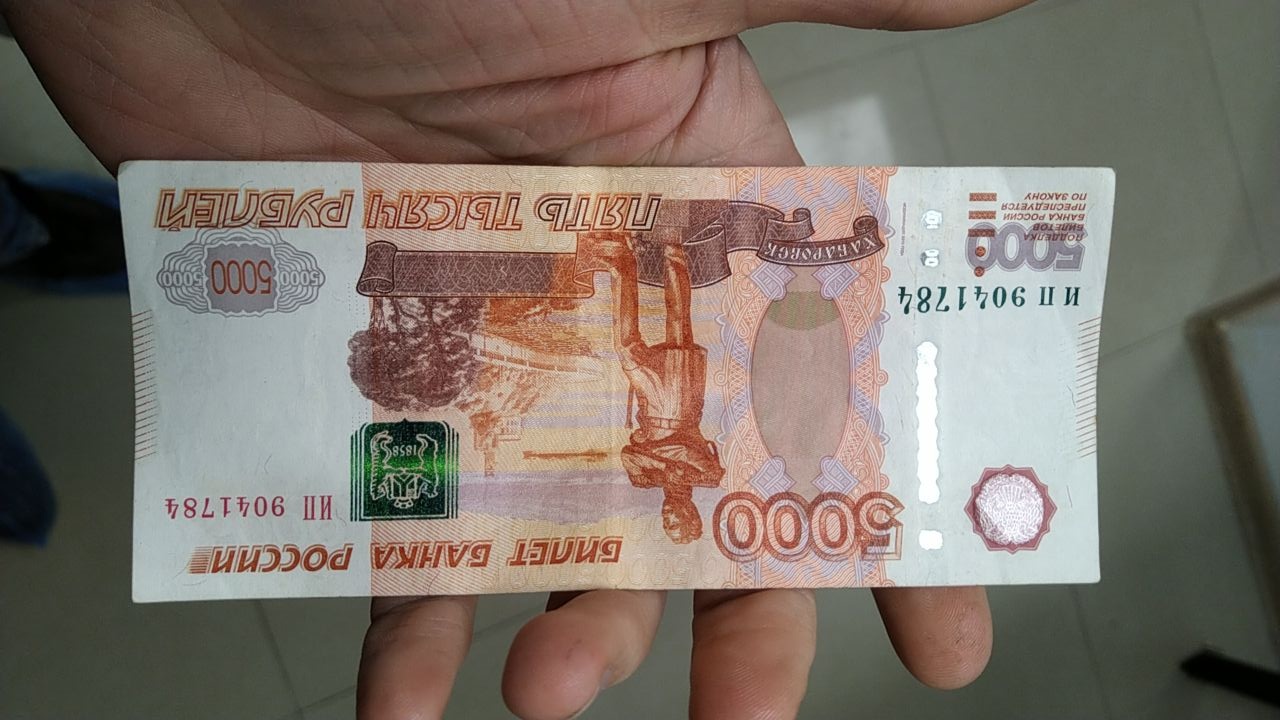 БИЛЕТ БАНКА РОССИИ
5000
ИП 9041784
1858
ИП 9041784
ХАБАРОВСК
5000
5000
5000
5000
ПОДДЕЛКА
БИЛЕТОВ
БАНКА РОССИИ
ПРЕСЛЕДУЕТСЯ
ПО ЗАКОНУ
ПЯТЬ ТЫСЯЧ РУБЛЕЙ